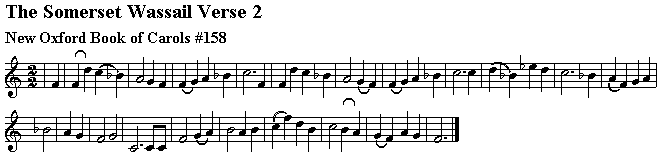 The Somerset Wassail Verse 2
New Oxford Book of Carols #158